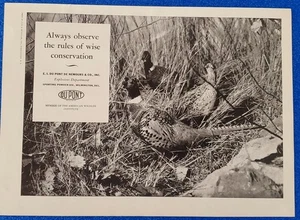 Always observe
the rules of wise
conservation
E. I. DU PONT DE NEMOURS & CO., INC.
Explosives Department
SPORTING POWDER DIV., WILMINGTON, DEL.
DU PONT